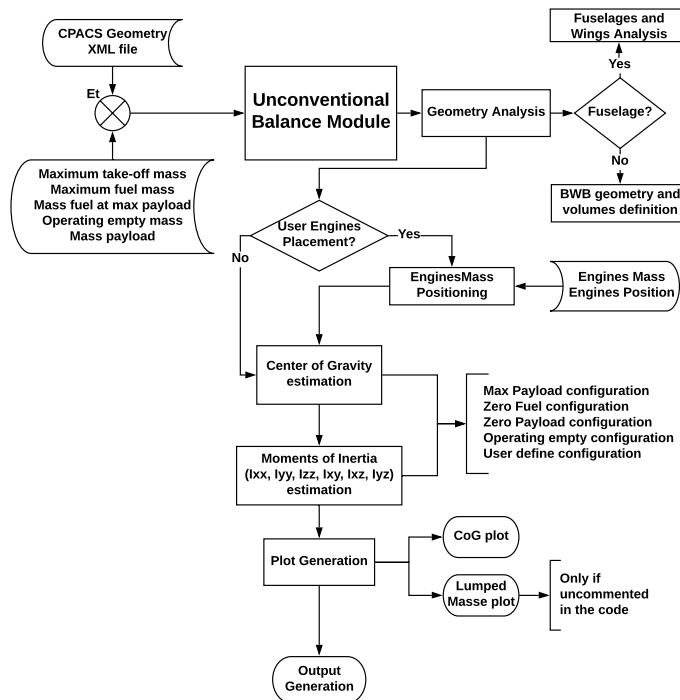 CPACS Geometry
XML file
Et
Maximum take-off mass
Maximum fuel mass
Mass fuel at max payload
Operating empty mass
Mass payload
Unconventional
Balance Module
Geometry Analysis
Fuselages and
Wings Analysis
Yes
Fuselage?
No
BWB geometry and
volumes definition
User Engines
Placement?
Yes
No
EnginesMass
Positioning
Engines Mass
Engines Position
Center of Gravity
estimation
Max Payload configuration
Zero Fuel configuration
Zero Payload configuration
Operating empty configuration
User define configuration
Moments of Inertia
(Ixx, Iyy, Izz, Ixy, Ixz, Iyz)
estimation
Plot Generation
CoG plot
Lumped
Masse plot
Only if
uncommented
in the code
Output
Generation